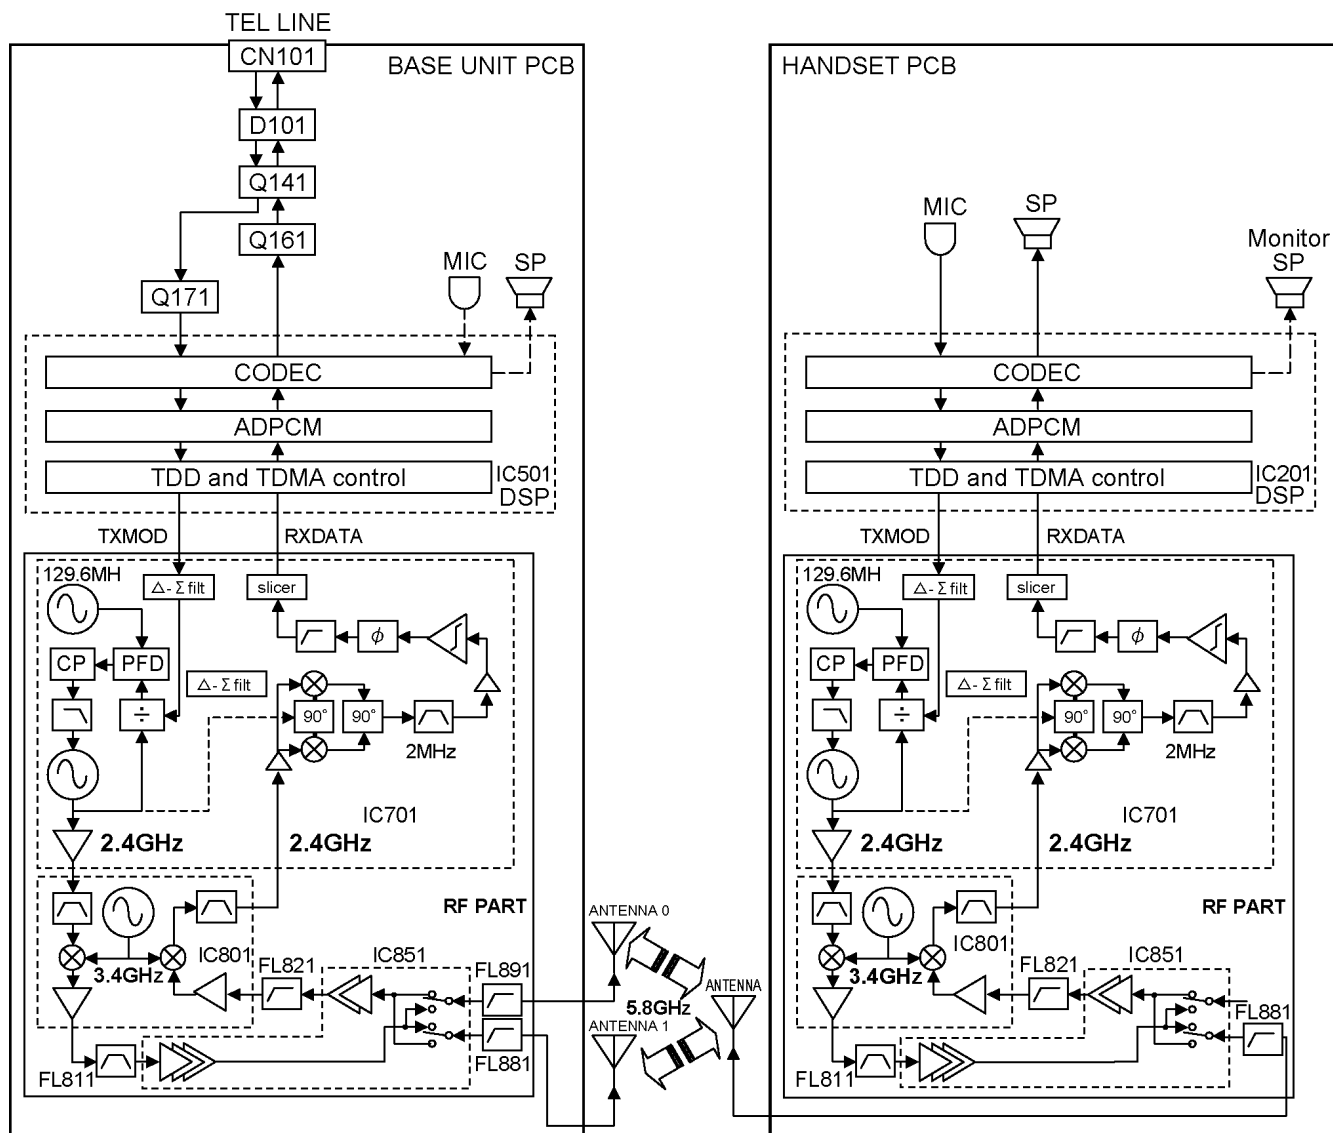 TEL LINE
CN101
BASE UNIT PCB
D101
Q141
Q161
Q171
MIC
SP
CODEC
ADPCM
TDD and TDMA control
IC501
DSP
TXMOD
RXDATA
129.6MH
Δ-Σ filt
slicer
CP
PFD
ϕ
Δ-Σ filt
÷
90°
90°
2MHz
IC701
2.4GHz
2.4GHz
RF PART
IC801
3.4GHz
FL821
IC851
FL891
FL881
FL811
ANTENNA 0
5.8GHz
ANTENNA 1
ANTENNA
HANDSET PCB
MIC
SP
Monitor
SP
CODEC
ADPCM
TDD and TDMA control
IC201
DSP
TXMOD
RXDATA
129.6MH
Δ-Σ filt
slicer
CP
PFD
ϕ
Δ-Σ filt
÷
90°
90°
2MHz
IC701
2.4GHz
2.4GHz
RF PART
IC801
3.4GHz
FL821
IC851
FL881
FL811